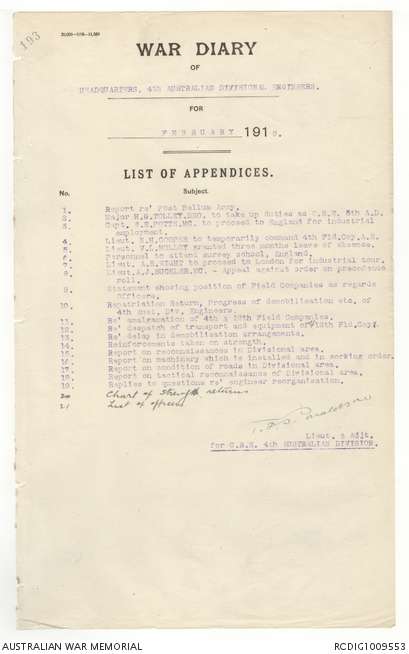 193
WAR DIARY
OF
HEADQUARTERS, 4th AUSTRALIAN DIVISIONAL ENGINEERS.
FOR
FEBRUARY 1919.
LIST OF APPENDICES.
No. Subject.
1. Report re' Post Bellum Army.
2. Major H.G.TOLLEY,DSO. to take up duties as C.R.E. 5th A.D.
3. Capt. POTTS,MC. to proceed to England for industrial
employment.
4. Lieut. COOPER to temporarily command 4th Fld.Coy.A.E.
5. Lieut. granted three months leave of absence.
6. Personnel to attend survey school, England.
7. Lieut. to proceed to London for industrial tour.
8. Lieut. A.J.BUCHLER,MC. - Appeal against order on precedence
roll.
9. Statement showing position of Field Companies as regards
Officers.
10. Repatriation Return, Progress of demobilisation etc. of
4th Aust. Div. Engineers.
11. Re' amalgamation of 4th & 12th Field Companies.
12. Re' despatch of transport and equipment of 12th Fld.Coy.
13. Re' delay in demobilisation arrangements.
14. Reinforcements taken on strength.
15. Report on reconnaissance in Divisional area.
16. Report on machinery which is installed and in working order.
17. Report on condition of roads in Divisional area.
18. Report on tactical reconnaissance of Divisional area.
19. Replies to questions re' engineer reorganisation.
20 Chart of strength returns
21 List of officers
Lieut. & Adjt.
for C.R.E. 4th AUSTRALIAN DIVISION.
AUSTRALIAN WAR MEMORIAL RCDIG1009553